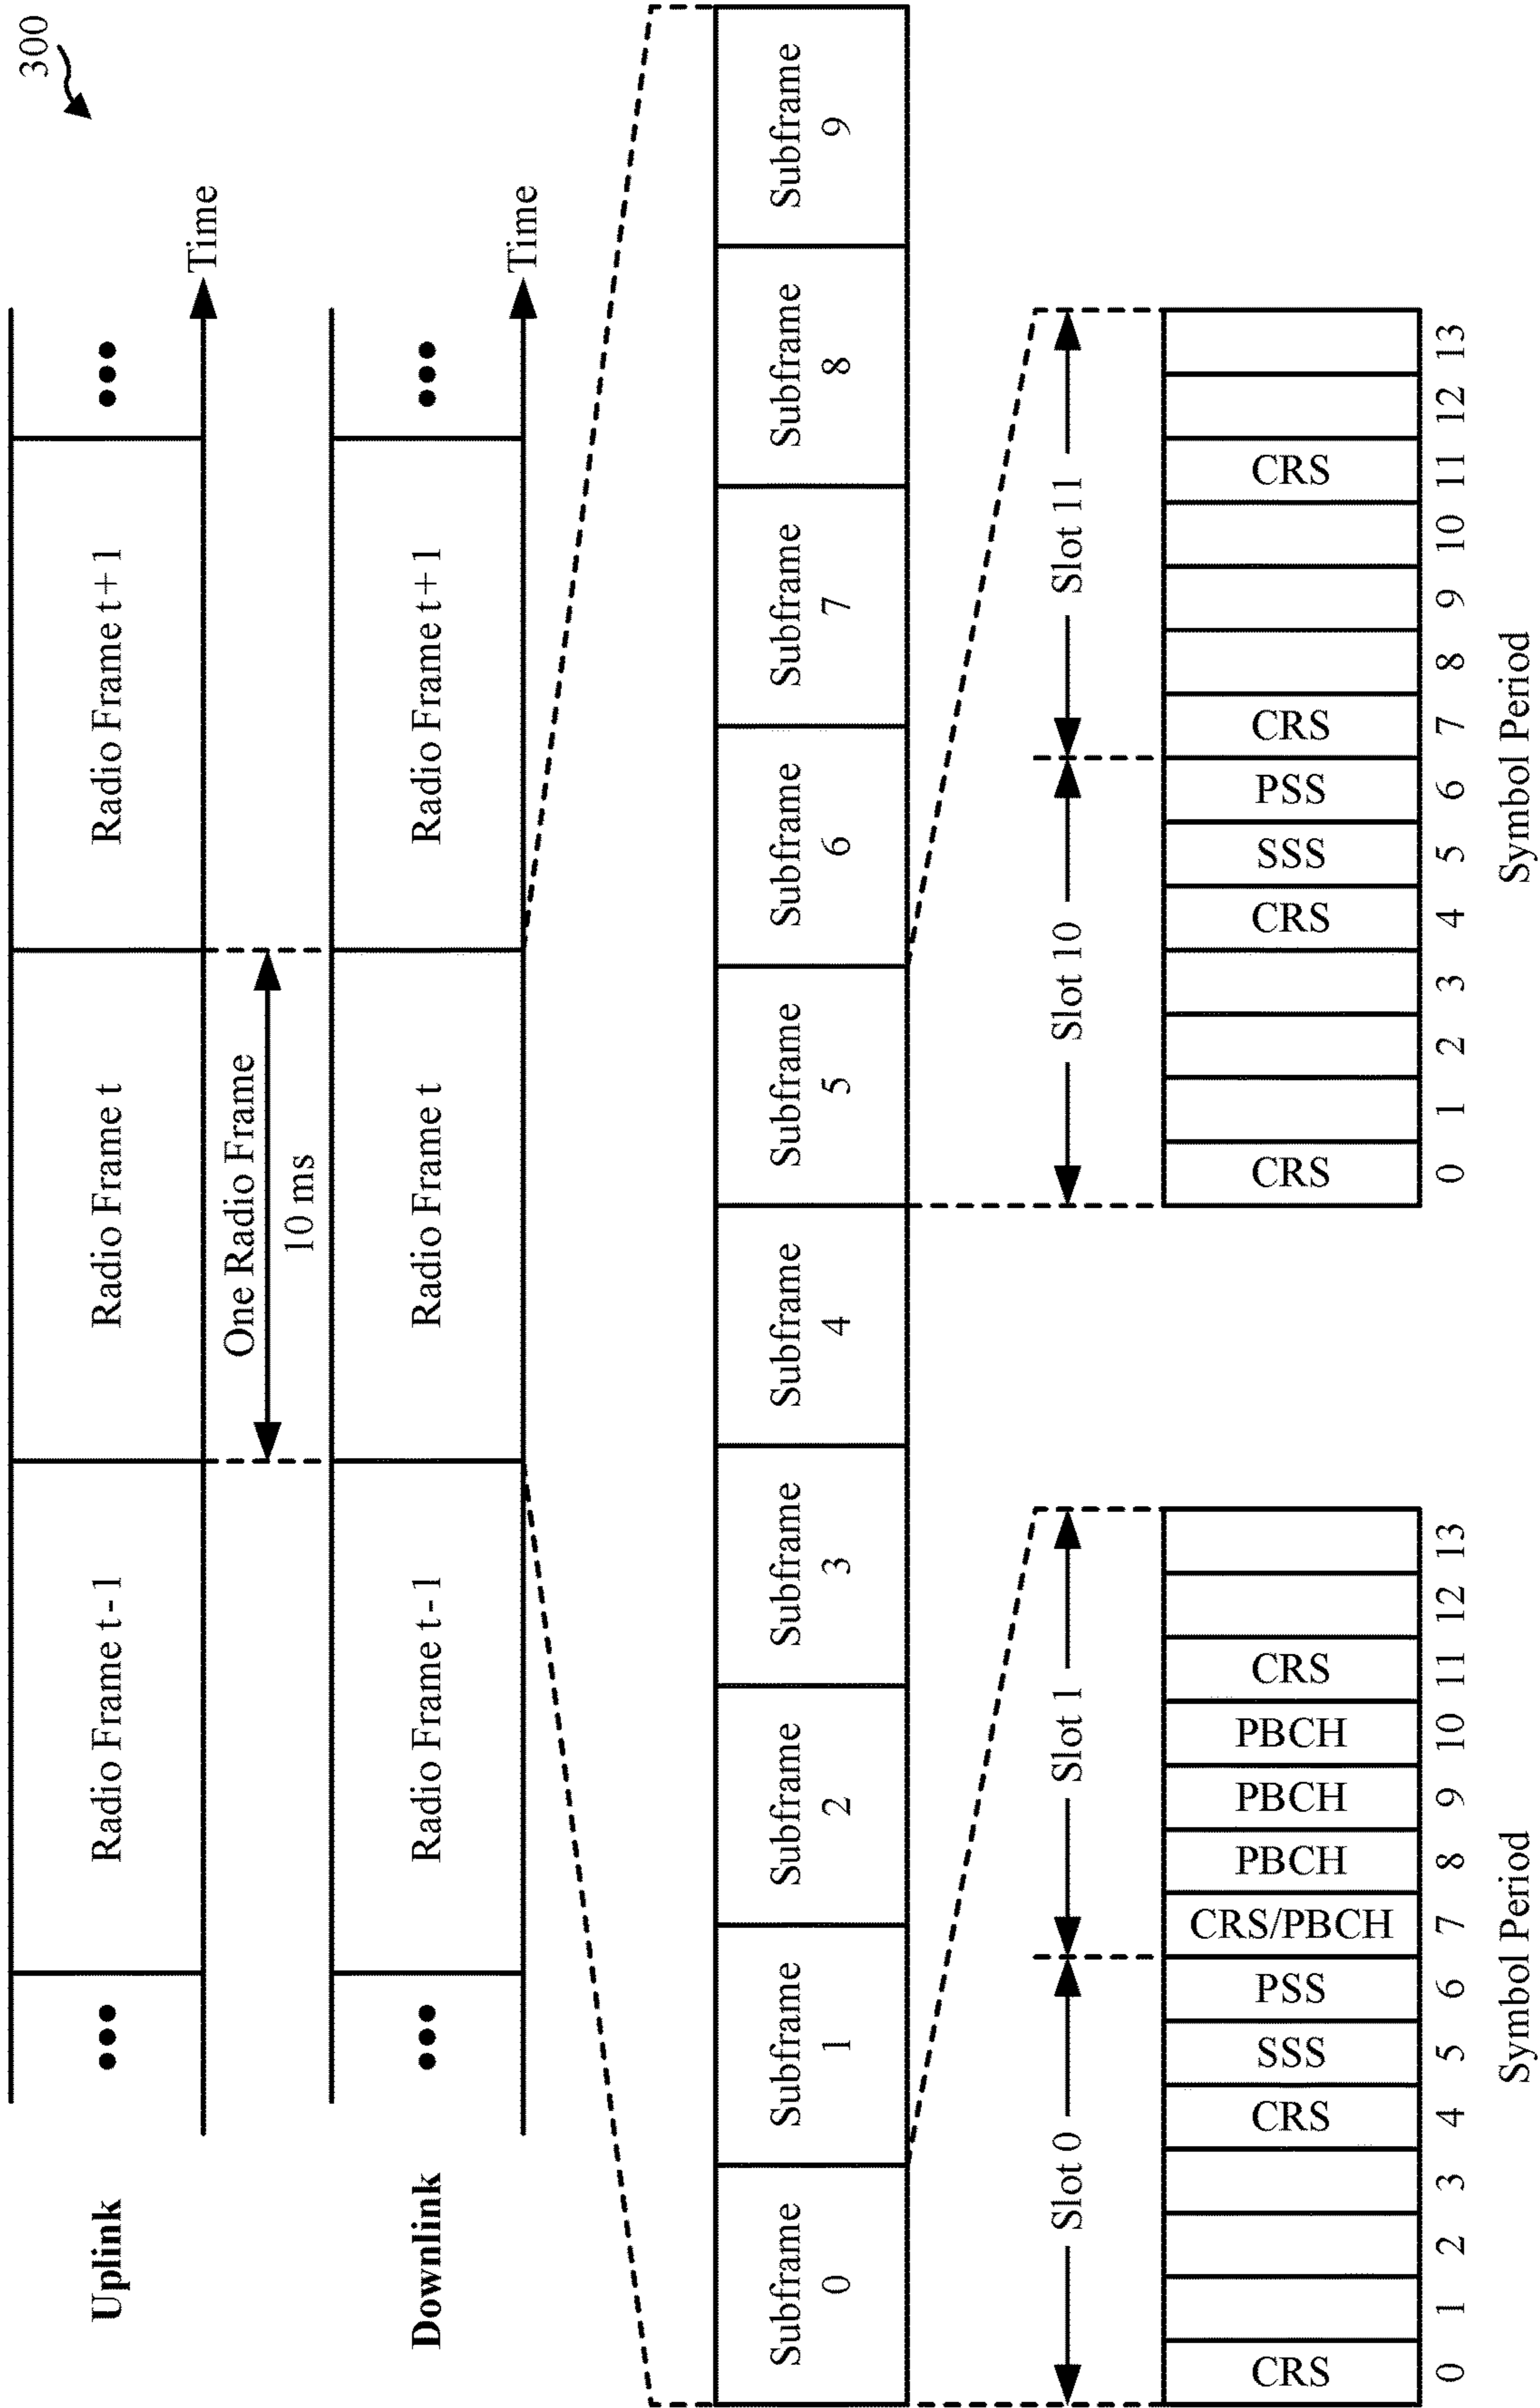 300
Uplink
Radio Frame t - 1
Radio Frame t
Radio Frame t + 1
Time
One Radio Frame
10 ms
Downlink
Radio Frame t - 1
Radio Frame t
Radio Frame t + 1
Time
Subframe
0
Subframe
1
Subframe
2
Subframe
3
Subframe
4
Subframe
5
Subframe
6
Subframe
7
Subframe
8
Subframe
9
Slot 0
Slot 1
CRS
CRS
SSS
PSS
CRS/PBCH
PBCH
PBCH
PBCH
CRS
0 1 2 3 4 5 6 7 8 9 10 11 12 13
Symbol Period
Slot 10
Slot 11
CRS
CRS
SSS
PSS
CRS
CRS
0 1 2 3 4 5 6 7 8 9 10 11 12 13
Symbol Period